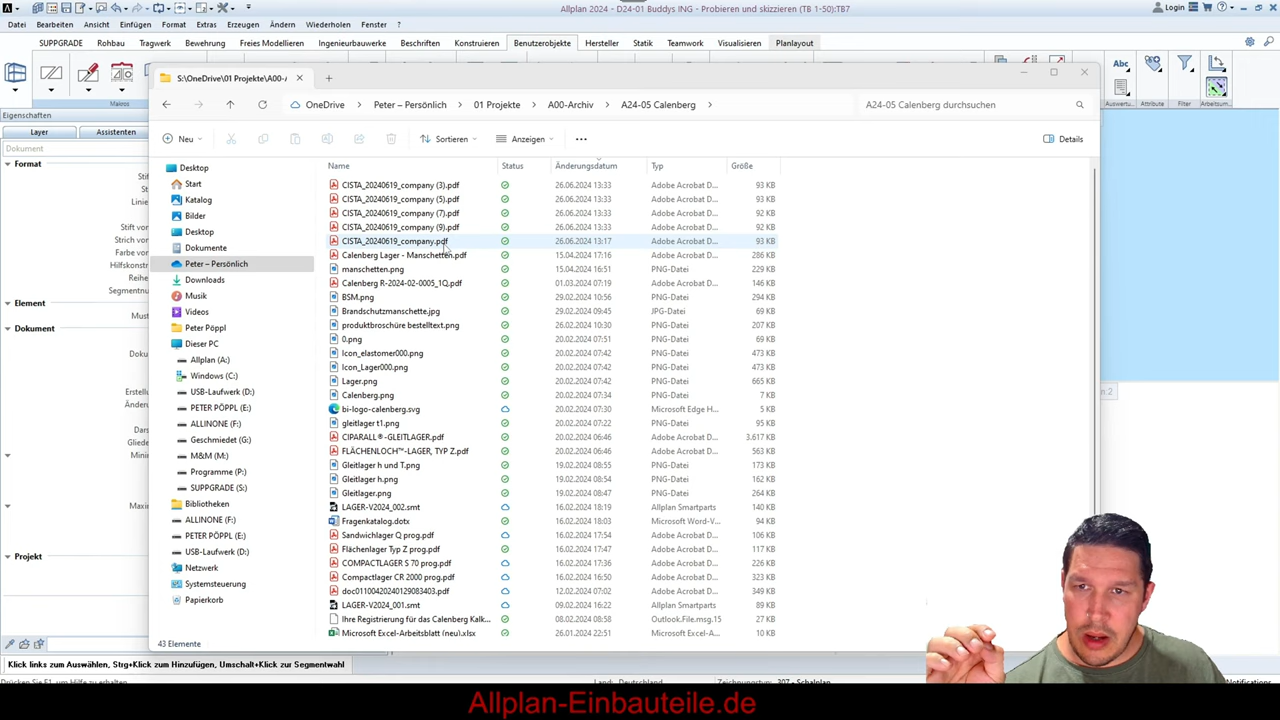 Allplan 2024 - D24-01 Buddys ING - Probieren und skizzieren (TB 1-50):TB7
Login
Datei Bearbeiten Einfügen Format Extras Erzeugen Ändern Wiederholen Fenster
SUPPGRADE Rohbau Tragwerk Bewehrung Freies Modellieren Ingenieurbauwerke Beschriften Konstruieren Benutzerobjekte Hersteller Statik Teamwork Visualisieren Planlayout
S:\OneDrive\01 Projekte\A00-A
Makros
Abc
Attribute Filter
Eigenschaften
OneDrive Peter – Persönlich 01 Projekte A00-Archiv A24-05 Calenberg
A24-05 Calenberg durchsuchen
Layer Assistenten
Neu Sortieren Anzeigen Details
Dokument
Format
Element
Dokument
Projekt
Desktop
Start
Katalog
Bilder
Desktop
Dokumente
Peter – Persönlich
Downloads
Musik
Videos
Peter Pöppl
Dieser PC
Allplan (A:)
Windows (C:)
USB-Laufwerk (D:)
PETER PÖPPL (E:)
ALLINONE (F:)
Geschmiedet (G:)
M&M (M:)
Programme (P:)
SUPPGRADE (S:)
Bibliotheken
ALLINONE (F:)
PETER PÖPPL (E:)
USB-Laufwerk (D:)
Netzwerk
Systemsteuerung
Papierkorb
Name Status Änderungsdatum Typ Größe
CISTA_20240619_company (3).pdf 26.06.2024 13:33 Adobe Acrobat D... 93 KB
CISTA_20240619_company (5).pdf 26.06.2024 13:33 Adobe Acrobat D... 93 KB
CISTA_20240619_company (7).pdf 26.06.2024 13:33 Adobe Acrobat D... 92 KB
CISTA_20240619_company (9).pdf 26.06.2024 13:33 Adobe Acrobat D... 92 KB
CISTA_20240619_company.pdf 26.06.2024 13:17 Adobe Acrobat D... 93 KB
Calenberg Lager - Manschetten.pdf 15.04.2024 17:16 Adobe Acrobat D... 286 KB
manschetten.png 15.04.2024 16:51 PNG-Datei 229 KB
Calenberg R-2024-02-0005_1Q.pdf 01.03.2024 07:19 Adobe Acrobat D... 146 KB
BSM.png 29.02.2024 10:56 PNG-Datei 294 KB
Brandschutzmanschette.jpg 29.02.2024 09:45 JPG-Datei 69 KB
produktbroschüre bestelltext.png 26.02.2024 10:30 PNG-Datei 207 KB
0.png 20.02.2024 07:51 PNG-Datei 69 KB
Icon_elastomer000.png 20.02.2024 07:42 PNG-Datei 473 KB
Icon_Lager000.png 20.02.2024 07:42 PNG-Datei 473 KB
Lager.png 20.02.2024 07:42 PNG-Datei 665 KB
Calenberg.png 20.02.2024 07:34 PNG-Datei 7 KB
bi-logo-calenberg.svg 20.02.2024 07:30 Microsoft Edge H... 5 KB
gleitlager t1.png 20.02.2024 07:22 PNG-Datei 95 KB
CIPARALL®-GLEITLAGER.pdf 20.02.2024 06:46 Adobe Acrobat D... 3.617 KB
FLÄCHENLOCH™-LAGER, TYP Z.pdf 20.02.2024 06:46 Adobe Acrobat D... 563 KB
Gleitlager h und T.png 19.02.2024 08:55 PNG-Datei 172 KB
Gleitlager h.png 19.02.2024 08:55 PNG-Datei 162 KB
Gleitlager.png 19.02.2024 08:47 PNG-Datei 264 KB
LAGER-V2024_002.smt 16.02.2024 18:19 Allplan Smartparts 140 KB
Fragenkatalog.dotx 16.02.2024 18:03 Microsoft Word-V... 94 KB
Sandwichlager Q prog.pdf 16.02.2024 17:54 Adobe Acrobat D... 106 KB
Flächenlager Typ Z prog.pdf 16.02.2024 17:47 Adobe Acrobat D... 117 KB
COMPACTLAGER S 70 prog.pdf 16.02.2024 17:36 Adobe Acrobat D... 226 KB
Compactlager CR 2000 prog.pdf 16.02.2024 16:50 Adobe Acrobat D... 323 KB
doc01100420240129083403.pdf 12.02.2024 07:02 Adobe Acrobat D... 349 KB
LAGER-V2024_001.smt 09.02.2024 16:22 Allplan Smartparts 89 KB
Ihre Registrierung für das Calenberg Kalk... 08.02.2024 08:58 Outlook.File.msg.15 27 KB
Microsoft Excel-Arbeitsblatt (neu).xlsx 26.01.2024 22:51 Microsoft Excel-A... 10 KB
43 Elemente
Klick links zum Auswählen, Strg+Klick zum Hinzufügen, Umschalt+Klick zur Segmentwahl
Allplan-Einbauteile.de